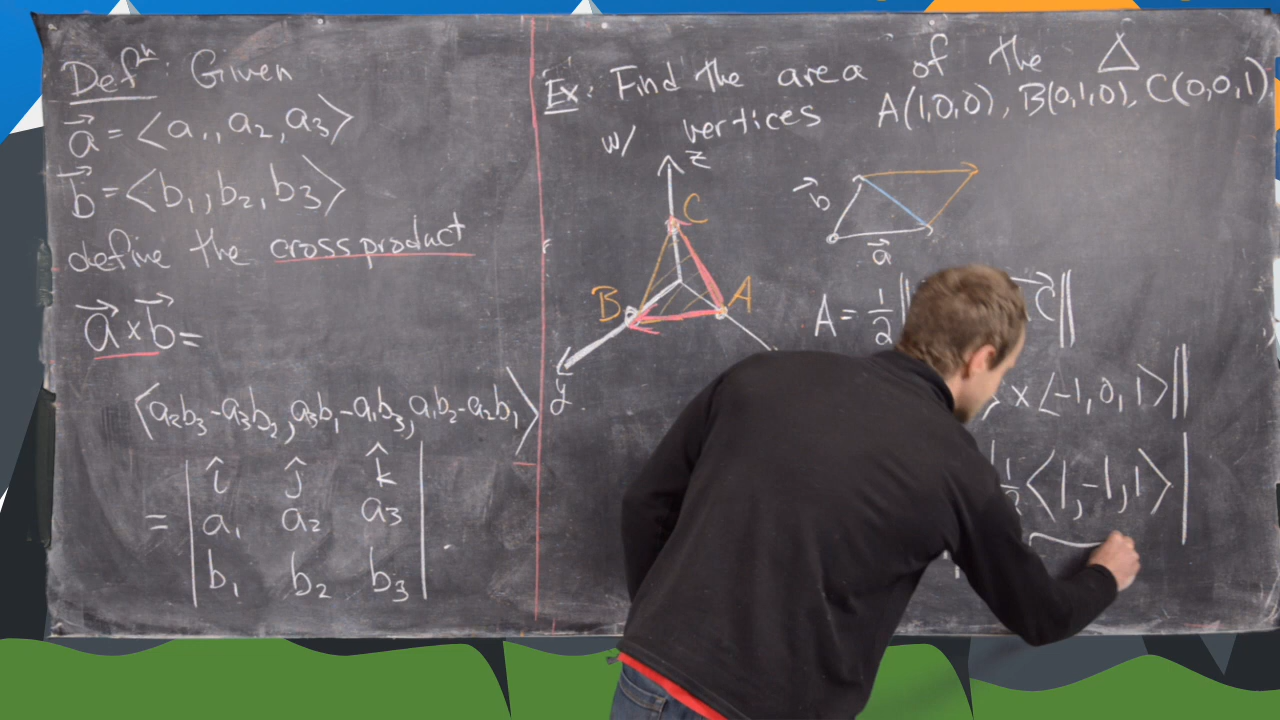 Defⁿ: Given
a⃗ = ⟨a₁, a₂, a₃⟩
b⃗ = ⟨b₁, b₂, b₃⟩
define the cross product
a⃗ × b⃗ =
⟨a₂b₃ - a₃b₂, a₃b₁ - a₁b₃, a₁b₂ - a₂b₁⟩
= | î ĵ k̂ |
| a₁ a₂ a₃ |
| b₁ b₂ b₃ |
Ex: Find the area of the Δ
w/ vertices A(1,0,0), B(0,1,0), C(0,0,1)
z
C
B
A
y
b⃗
a⃗
A = 1/2 ‖
C‖
× ⟨-1, 0, 1⟩‖
1/2 ⟨1, -1, 1⟩|